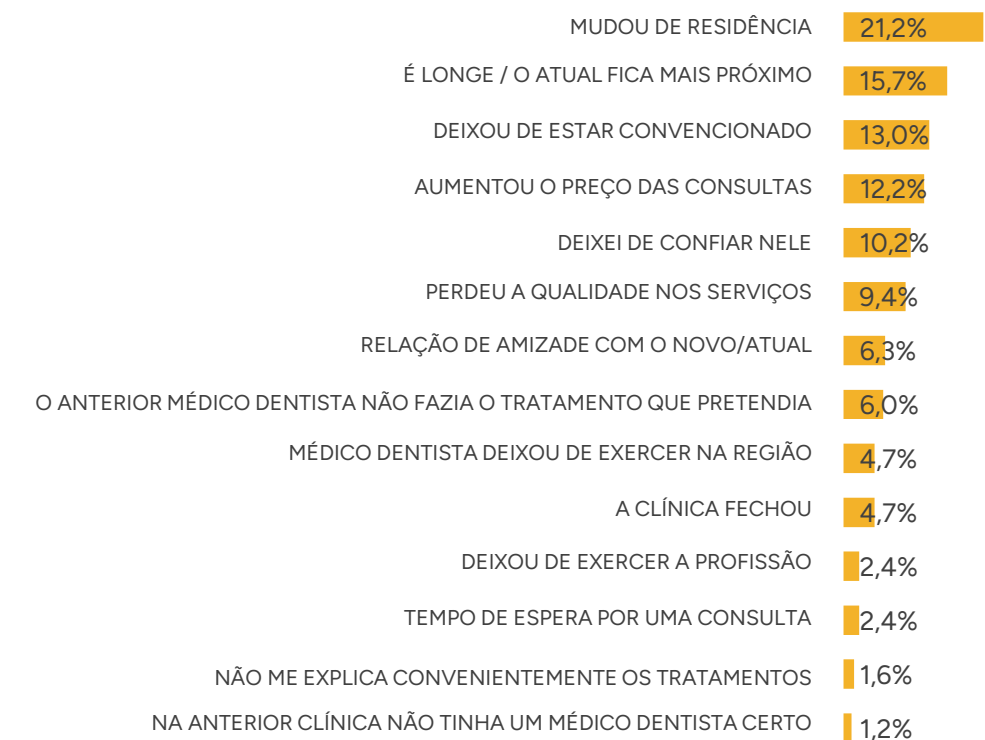 MUDOU DE RESIDÊNCIA 21,2%
É LONGE / O ATUAL FICA MAIS PRÓXIMO 15,7%
DEIXOU DE ESTAR CONVENCIONADO 13,0%
AUMENTOU O PREÇO DAS CONSULTAS 12,2%
DEIXEI DE CONFIAR NELE 10,2%
PERDEU A QUALIDADE NOS SERVIÇOS 9,4%
RELAÇÃO DE AMIZADE COM O NOVO/ATUAL 6,3%
O ANTERIOR MÉDICO DENTISTA NÃO FAZIA O TRATAMENTO QUE PRETENDIA 6,0%
MÉDICO DENTISTA DEIXOU DE EXERCER NA REGIÃO 4,7%
A CLÍNICA FECHOU 4,7%
DEIXOU DE EXERCER A PROFISSÃO 2,4%
TEMPO DE ESPERA POR UMA CONSULTA 2,4%
NÃO ME EXPLICA CONVENIENTEMENTE OS TRATAMENTOS 1,6%
NA ANTERIOR CLÍNICA NÃO TINHA UM MÉDICO DENTISTA CERTO 1,2%